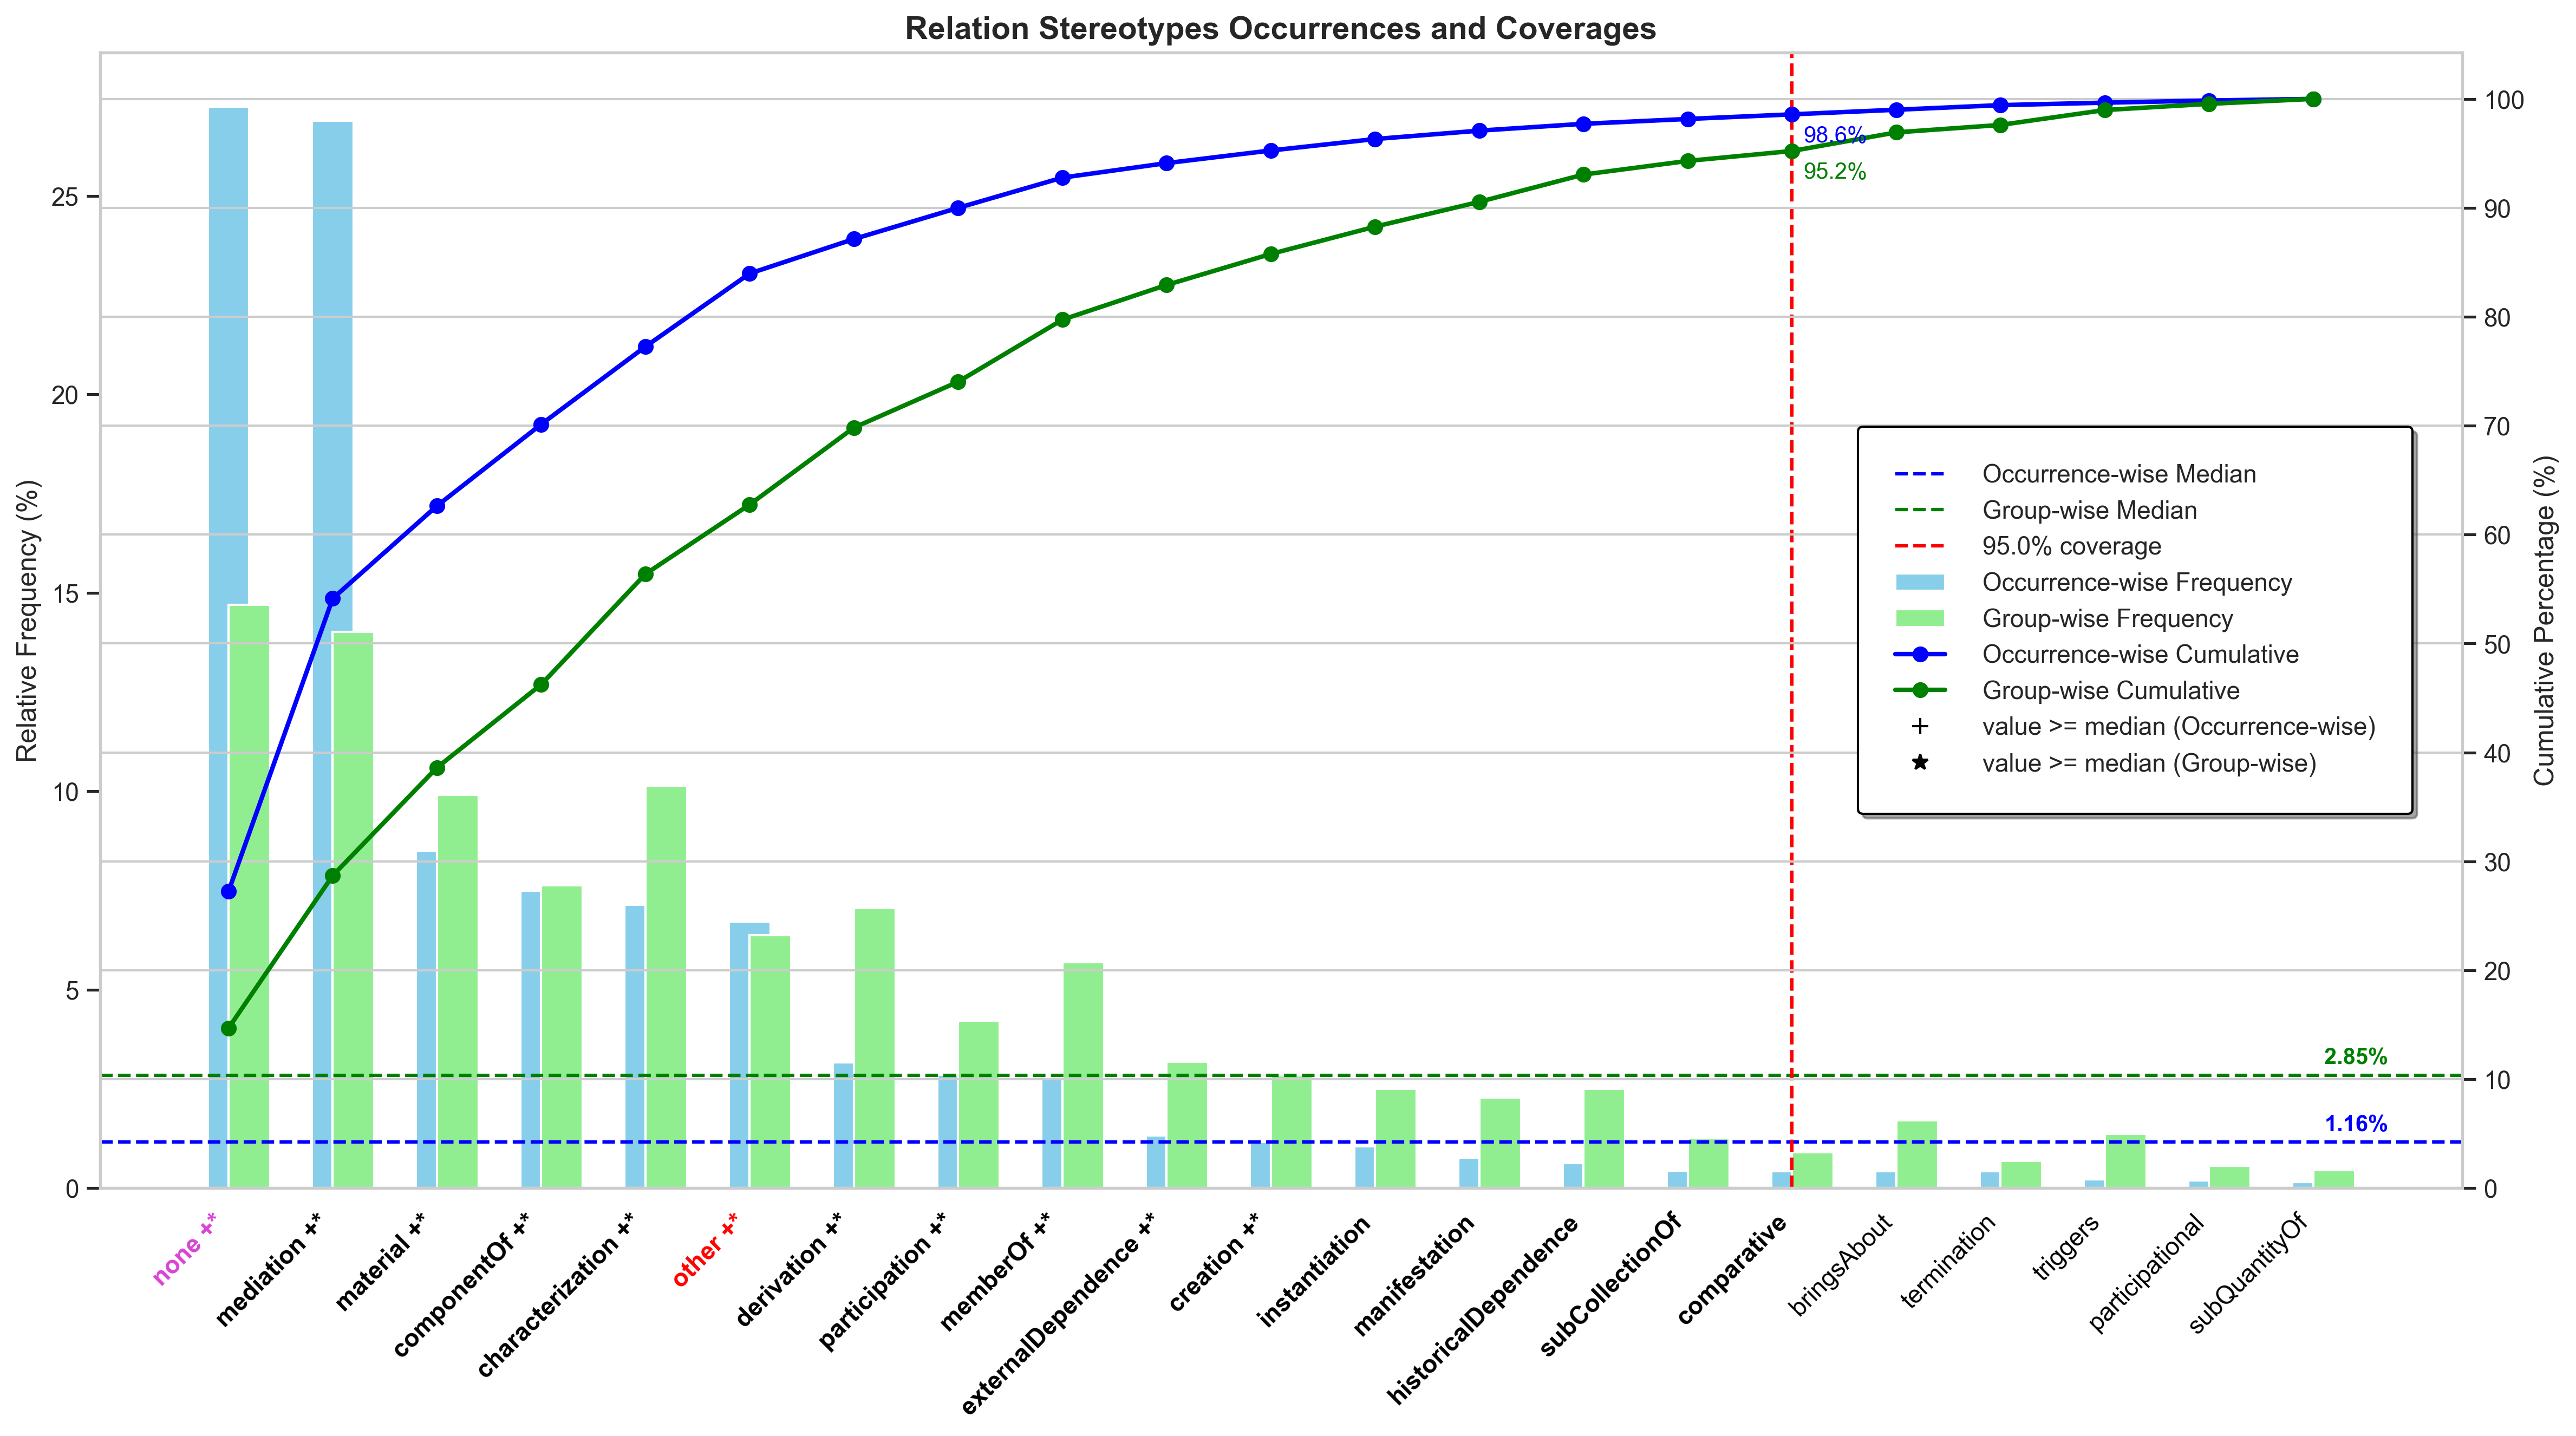 Relation Stereotypes Occurrences and Coverages
Relative Frequency (%)
25
20
15
10
5
0
Cumulative Percentage (%)
100
90
80
70
60
50
40
30
20
10
0
98.6%
95.2%
2.85%
1.16%
Occurrence-wise Median
Group-wise Median
95.0% coverage
Occurrence-wise Frequency
Group-wise Frequency
Occurrence-wise Cumulative
Group-wise Cumulative
value >= median (Occurrence-wise)
value >= median (Group-wise)
none +*
mediation +*
material +*
componentOf +*
characterization +*
other +*
derivation +*
participation +*
memberOf +*
externalDependence +*
creation +*
instantiation
manifestation
historicalDependence
subCollectionOf
comparative
bringsAbout
termination
triggers
participational
subQuantityOf